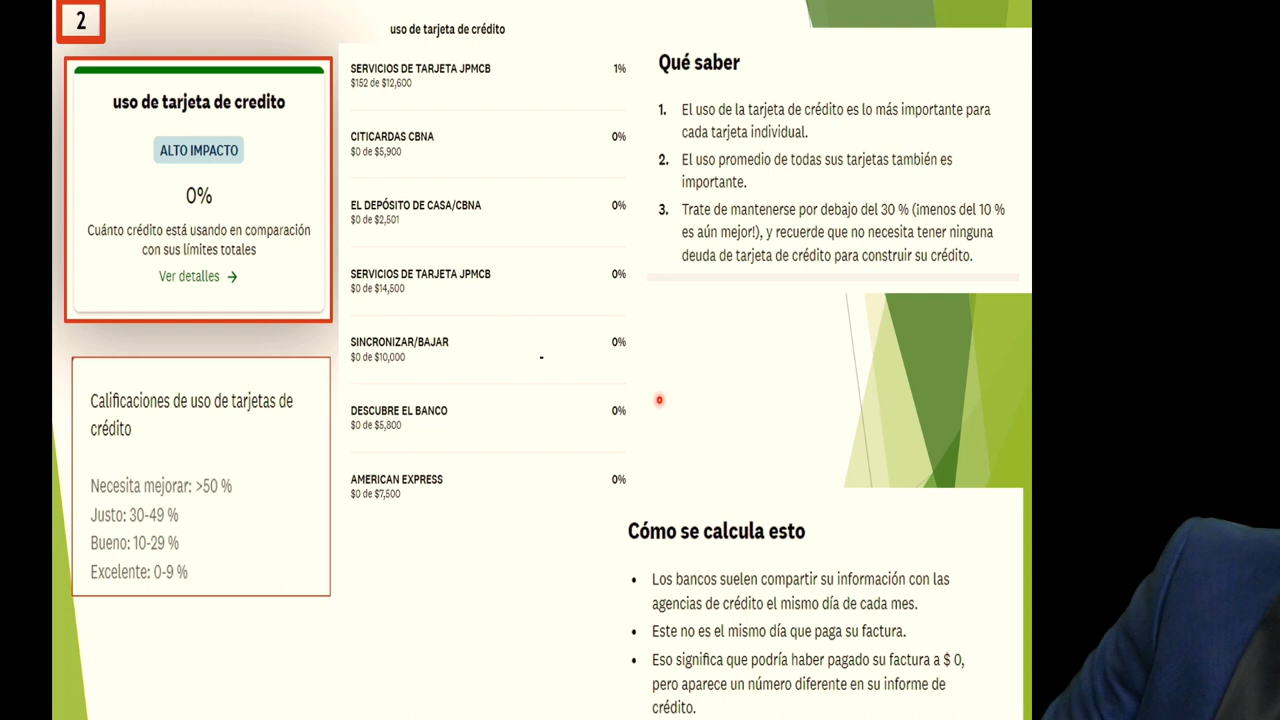 2
uso de tarjeta de credito
ALTO IMPACTO
0%
Cuánto crédito está usando en comparación
con sus límites totales
Ver detalles →
Calificaciones de uso de tarjetas de
crédito
Necesita mejorar: >50 %
Justo: 30-49 %
Bueno: 10-29 %
Excelente: 0-9 %
uso de tarjeta de crédito
SERVICIOS DE TARJETA JPMCB 1%
$152 de $12,600
CITICARDAS CBNA 0%
$0 de $5,900
EL DEPÓSITO DE CASA/CBNA 0%
$0 de $2,501
SERVICIOS DE TARJETA JPMCB 0%
$0 de $14,500
SINCRONIZAR/BAJAR 0%
$0 de $10,000 -
DESCUBRE EL BANCO 0%
$0 de $5,800
AMERICAN EXPRESS 0%
$0 de $7,500
Qué saber
1. El uso de la tarjeta de crédito es lo más importante para
cada tarjeta individual.
2. El uso promedio de todas sus tarjetas también es
importante.
3. Trate de mantenerse por debajo del 30 % (¡menos del 10 %
es aún mejor!), y recuerde que no necesita tener ninguna
deuda de tarjeta de crédito para construir su crédito.
Cómo se calcula esto
• Los bancos suelen compartir su información con las
agencias de crédito el mismo día de cada mes.
• Este no es el mismo día que paga su factura.
• Eso significa que podría haber pagado su factura a $ 0,
pero aparece un número diferente en su informe de
crédito.